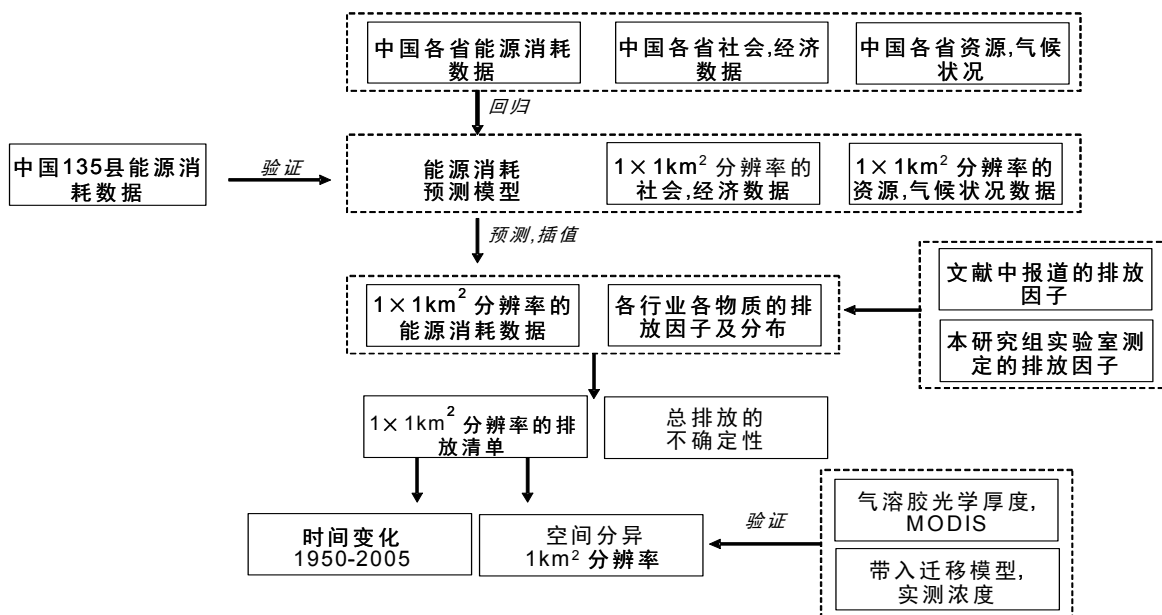 中国各省能源消耗
数据
中国各省社会,经济
数据
中国各省资源,气候
状况
回归
中国135县能源消
耗数据
验证
能源消耗
预测模型
1×1km² 分辨率的
社会,经济数据
1×1km² 分辨率的
资源,气候状况数据
预测,插值
1×1km² 分辨率的
能源消耗数据
各行业各物质的排
放因子及分布
文献中报道的排放
因子
本研究组实验室测
定的排放因子
1×1km² 分辨率的排
放清单
总排放的
不确定性
时间变化
1950-2005
空间分异
1km² 分辨率
验证
气溶胶光学厚度,
MODIS
带入迁移模型,
实测浓度